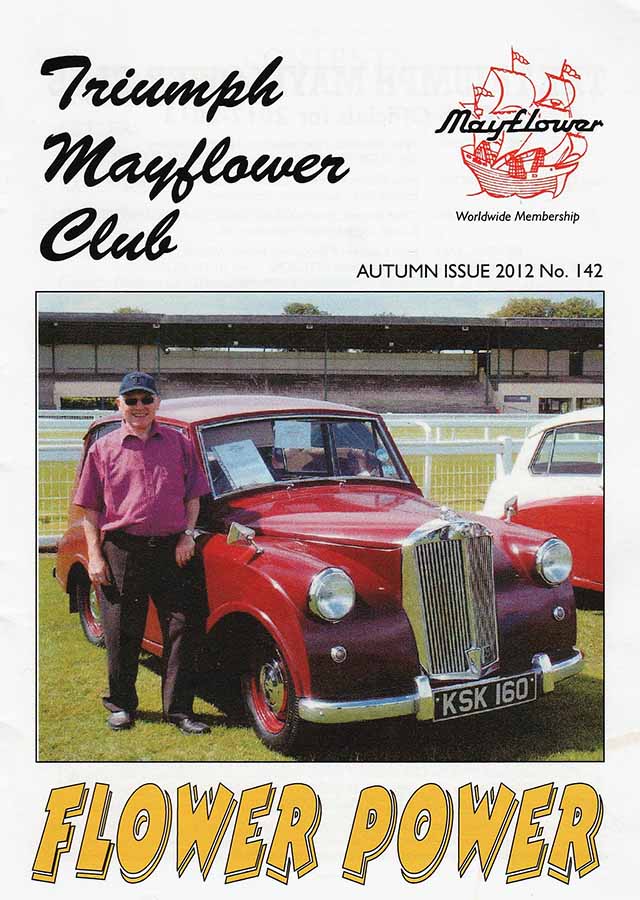 Triumph
Mayflower
Club
Mayflower
Worldwide Membership
AUTUMN ISSUE 2012 No. 142
KSK 160
FLOWER POWER